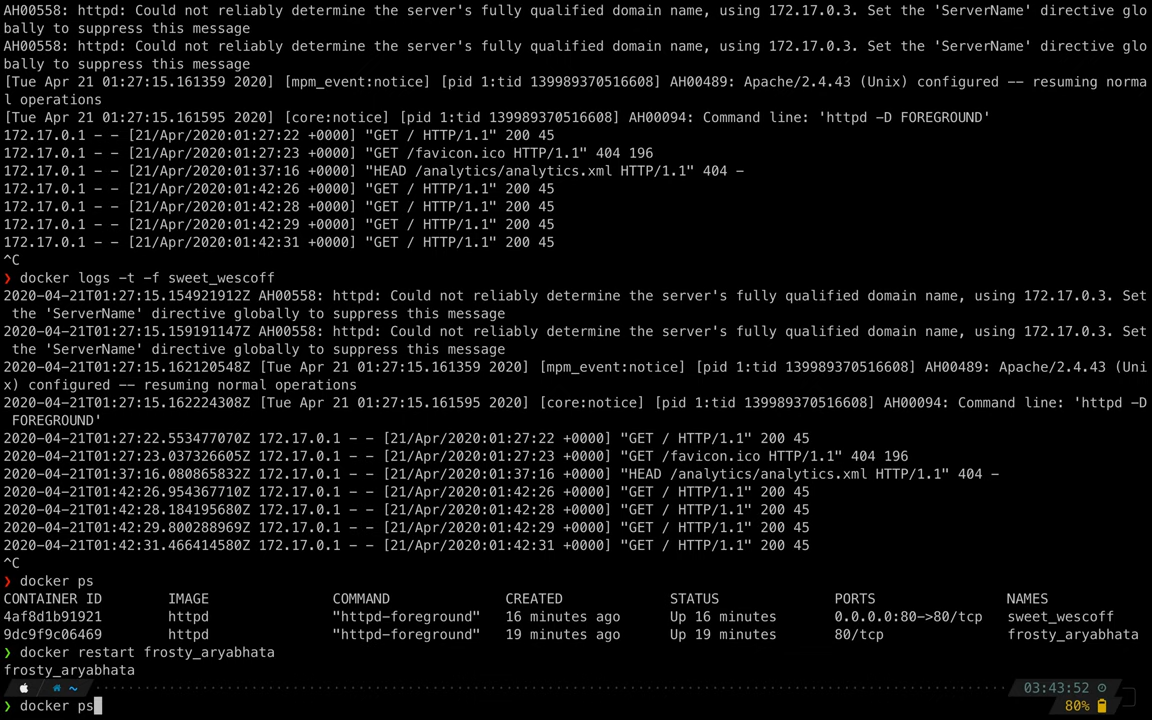 AH00558: httpd: Could not reliably determine the server's fully qualified domain name, using 172.17.0.3. Set the 'ServerName' directive glo
bally to suppress this message
AH00558: httpd: Could not reliably determine the server's fully qualified domain name, using 172.17.0.3. Set the 'ServerName' directive glo
bally to suppress this message
[Tue Apr 21 01:27:15.161359 2020] [mpm_event:notice] [pid 1:tid 139989370516608] AH00489: Apache/2.4.43 (Unix) configured -- resuming norma
l operations
[Tue Apr 21 01:27:15.161595 2020] [core:notice] [pid 1:tid 139989370516608] AH00094: Command line: 'httpd -D FOREGROUND'
172.17.0.1 - - [21/Apr/2020:01:27:22 +0000] "GET / HTTP/1.1" 200 45
172.17.0.1 - - [21/Apr/2020:01:27:23 +0000] "GET /favicon.ico HTTP/1.1" 404 196
172.17.0.1 - - [21/Apr/2020:01:37:16 +0000] "HEAD /analytics/analytics.xml HTTP/1.1" 404 -
172.17.0.1 - - [21/Apr/2020:01:42:26 +0000] "GET / HTTP/1.1" 200 45
172.17.0.1 - - [21/Apr/2020:01:42:28 +0000] "GET / HTTP/1.1" 200 45
172.17.0.1 - - [21/Apr/2020:01:42:29 +0000] "GET / HTTP/1.1" 200 45
172.17.0.1 - - [21/Apr/2020:01:42:31 +0000] "GET / HTTP/1.1" 200 45
^C
❯ docker logs -t -f sweet_wescoff
2020-04-21T01:27:15.154921912Z AH00558: httpd: Could not reliably determine the server's fully qualified domain name, using 172.17.0.3. Set
 the 'ServerName' directive globally to suppress this message
2020-04-21T01:27:15.159191147Z AH00558: httpd: Could not reliably determine the server's fully qualified domain name, using 172.17.0.3. Set
 the 'ServerName' directive globally to suppress this message
2020-04-21T01:27:15.162120548Z [Tue Apr 21 01:27:15.161359 2020] [mpm_event:notice] [pid 1:tid 139989370516608] AH00489: Apache/2.4.43 (Uni
x) configured -- resuming normal operations
2020-04-21T01:27:15.162224308Z [Tue Apr 21 01:27:15.161595 2020] [core:notice] [pid 1:tid 139989370516608] AH00094: Command line: 'httpd -D
 FOREGROUND'
2020-04-21T01:27:22.553477070Z 172.17.0.1 - - [21/Apr/2020:01:27:22 +0000] "GET / HTTP/1.1" 200 45
2020-04-21T01:27:23.037326605Z 172.17.0.1 - - [21/Apr/2020:01:27:23 +0000] "GET /favicon.ico HTTP/1.1" 404 196
2020-04-21T01:37:16.080865832Z 172.17.0.1 - - [21/Apr/2020:01:37:16 +0000] "HEAD /analytics/analytics.xml HTTP/1.1" 404 -
2020-04-21T01:42:26.954367710Z 172.17.0.1 - - [21/Apr/2020:01:42:26 +0000] "GET / HTTP/1.1" 200 45
2020-04-21T01:42:28.184195680Z 172.17.0.1 - - [21/Apr/2020:01:42:28 +0000] "GET / HTTP/1.1" 200 45
2020-04-21T01:42:29.800288969Z 172.17.0.1 - - [21/Apr/2020:01:42:29 +0000] "GET / HTTP/1.1" 200 45
2020-04-21T01:42:31.466414580Z 172.17.0.1 - - [21/Apr/2020:01:42:31 +0000] "GET / HTTP/1.1" 200 45
^C
❯ docker ps
CONTAINER ID IMAGE COMMAND CREATED STATUS PORTS NAMES
4af8d1b91921 httpd "httpd-foreground" 16 minutes ago Up 16 minutes 0.0.0.0:80->80/tcp sweet_wescoff
9dc9f9c06469 httpd "httpd-foreground" 19 minutes ago Up 19 minutes 80/tcp frosty_aryabhata
❯ docker restart frosty_aryabhata
frosty_aryabhata
~ 03:43:52
❯ docker ps 80%